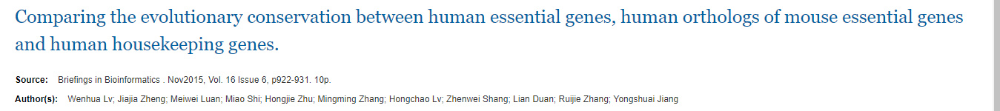 Comparing the evolutionary conservation between human essential genes, human orthologs of mouse essential genes
and human housekeeping genes.
Source: Briefings in Bioinformatics . Nov2015, Vol. 16 Issue 6, p922-931. 10p.
Author(s): Wenhua Lv; Jiajia Zheng; Meiwei Luan; Miao Shi; Hongjie Zhu; Mingming Zhang; Hongchao Lv; Zhenwei Shang; Lian Duan; Ruijie Zhang; Yongshuai Jiang